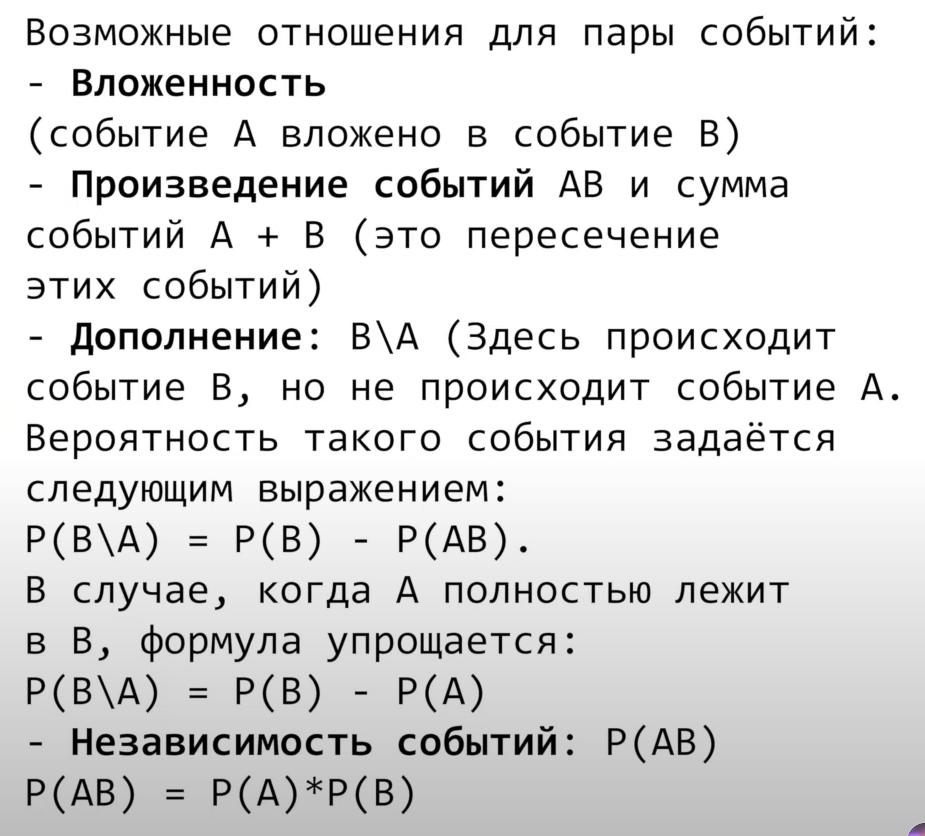 Возможные отношения для пары событий:
- Вложенность
(событие А вложено в событие В)
- Произведение событий АВ и сумма
событий А + В (это пересечение
этих событий)
- Дополнение: В\А (Здесь происходит
событие В, но не происходит событие А.
Вероятность такого события задаётся
следующим выражением:
Р(В\А) = Р(В) - Р(АВ).
В случае, когда А полностью лежит
в В, формула упрощается:
Р(В\А) = Р(В) - Р(А)
- Независимость событий: Р(АВ)
Р(АВ) = Р(А)*Р(В)